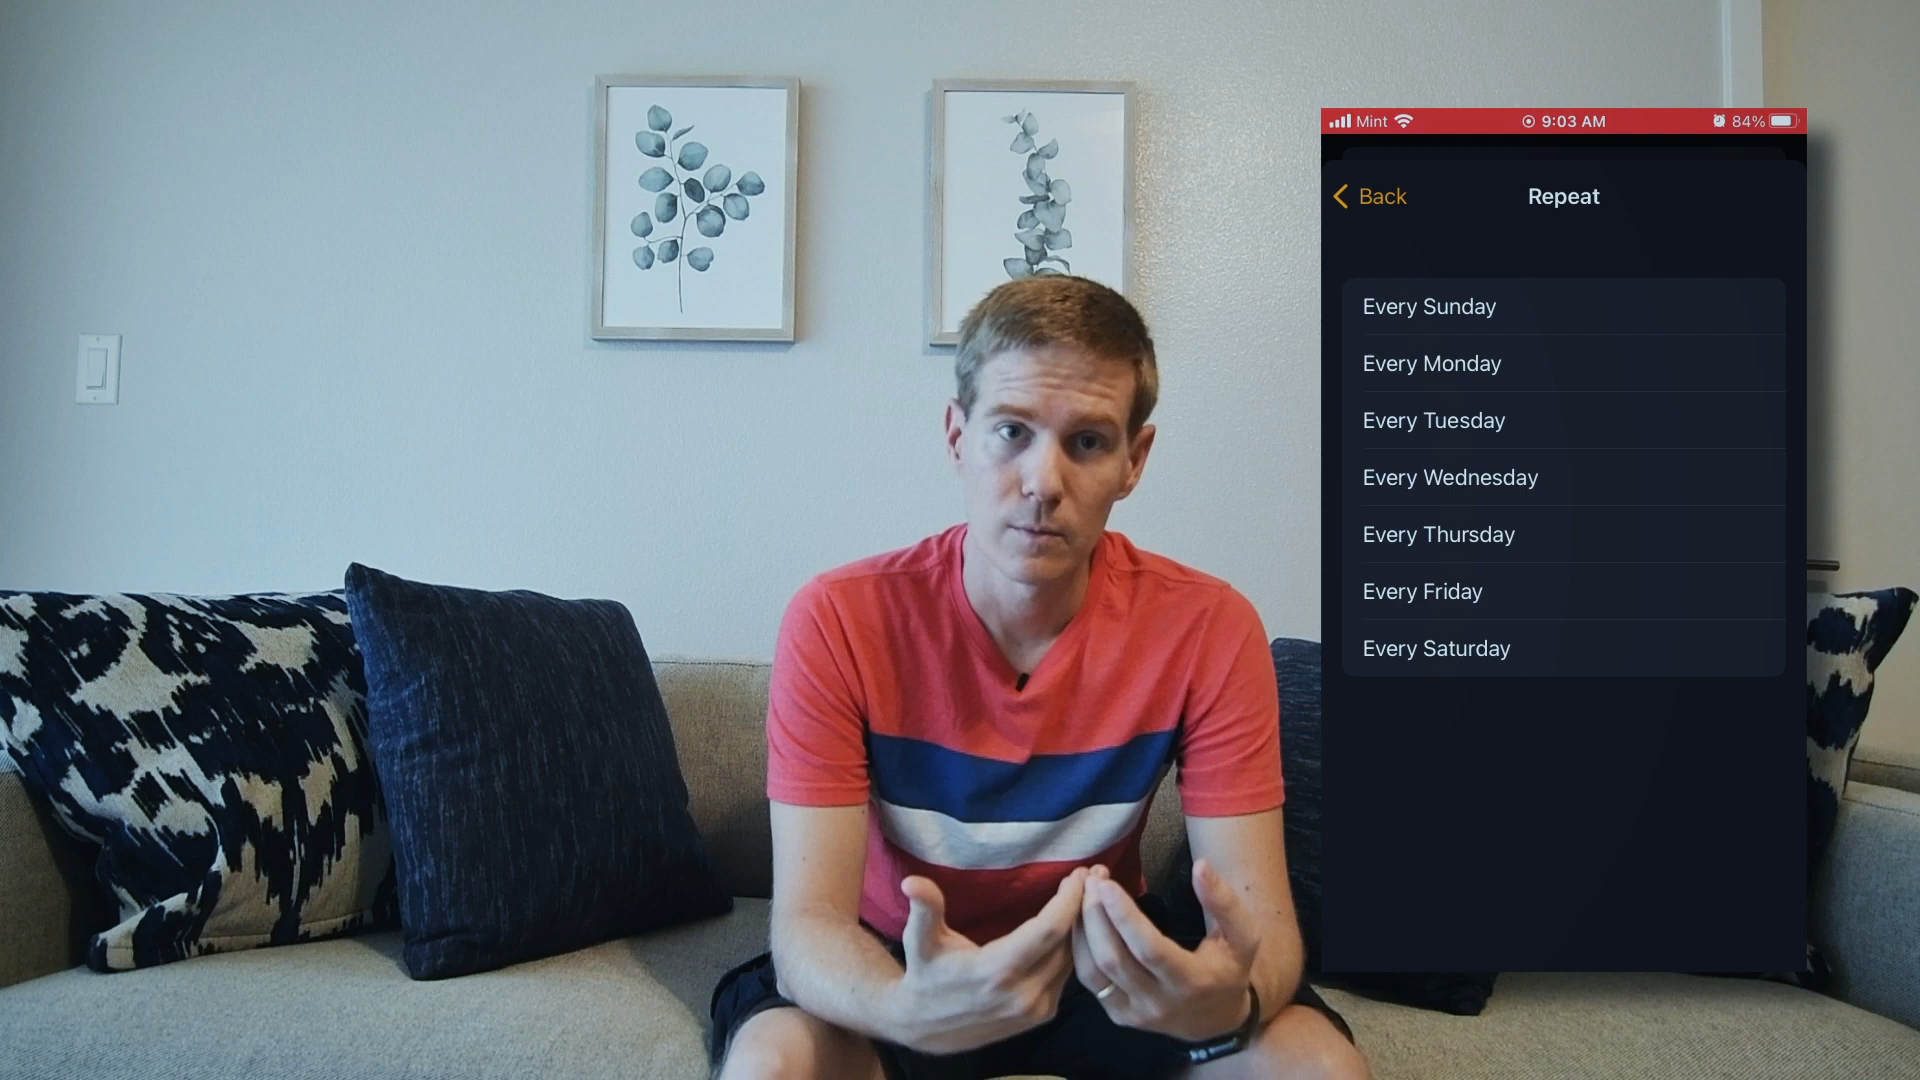 Mint 9:03 AM 84%
Back Repeat
Every Sunday
Every Monday
Every Tuesday
Every Wednesday
Every Thursday
Every Friday
Every Saturday